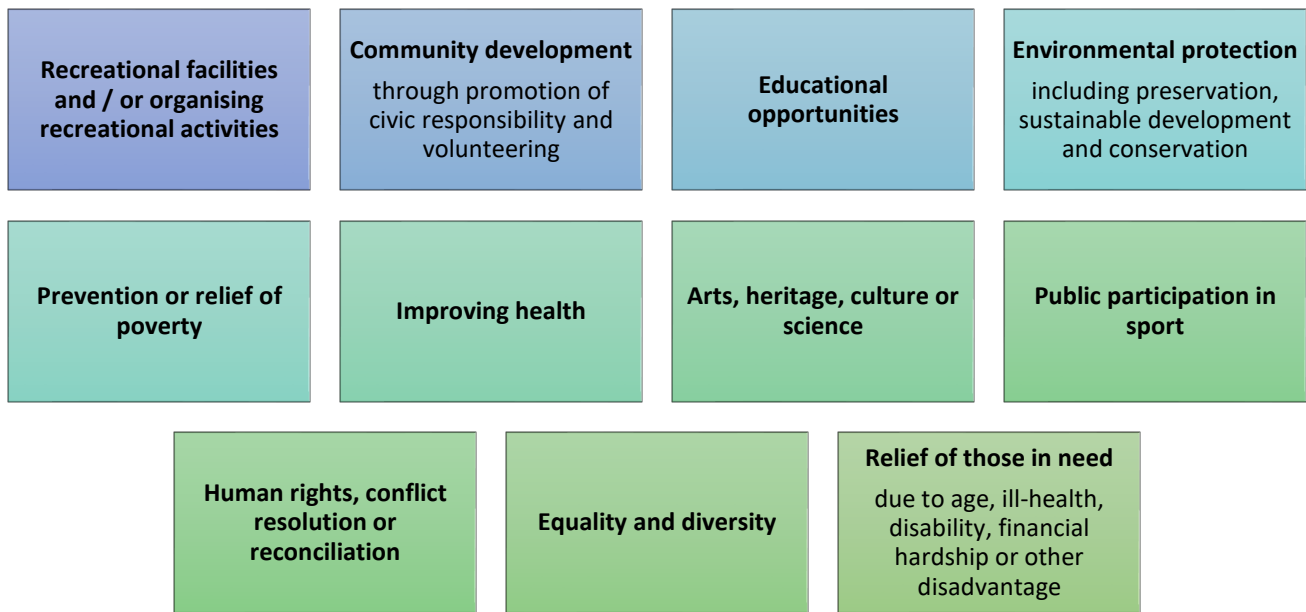 Recreational facilities
and / or organising
recreational activities
Community development
through promotion of
civic responsibility and
volunteering
Educational
opportunities
Environmental protection
including preservation,
sustainable development
and conservation
Prevention or relief of
poverty
Improving health
Arts, heritage, culture or
science
Public participation in
sport
Human rights, conflict
resolution or
reconciliation
Equality and diversity
Relief of those in need
due to age, ill-health,
disability, financial
hardship or other
disadvantage